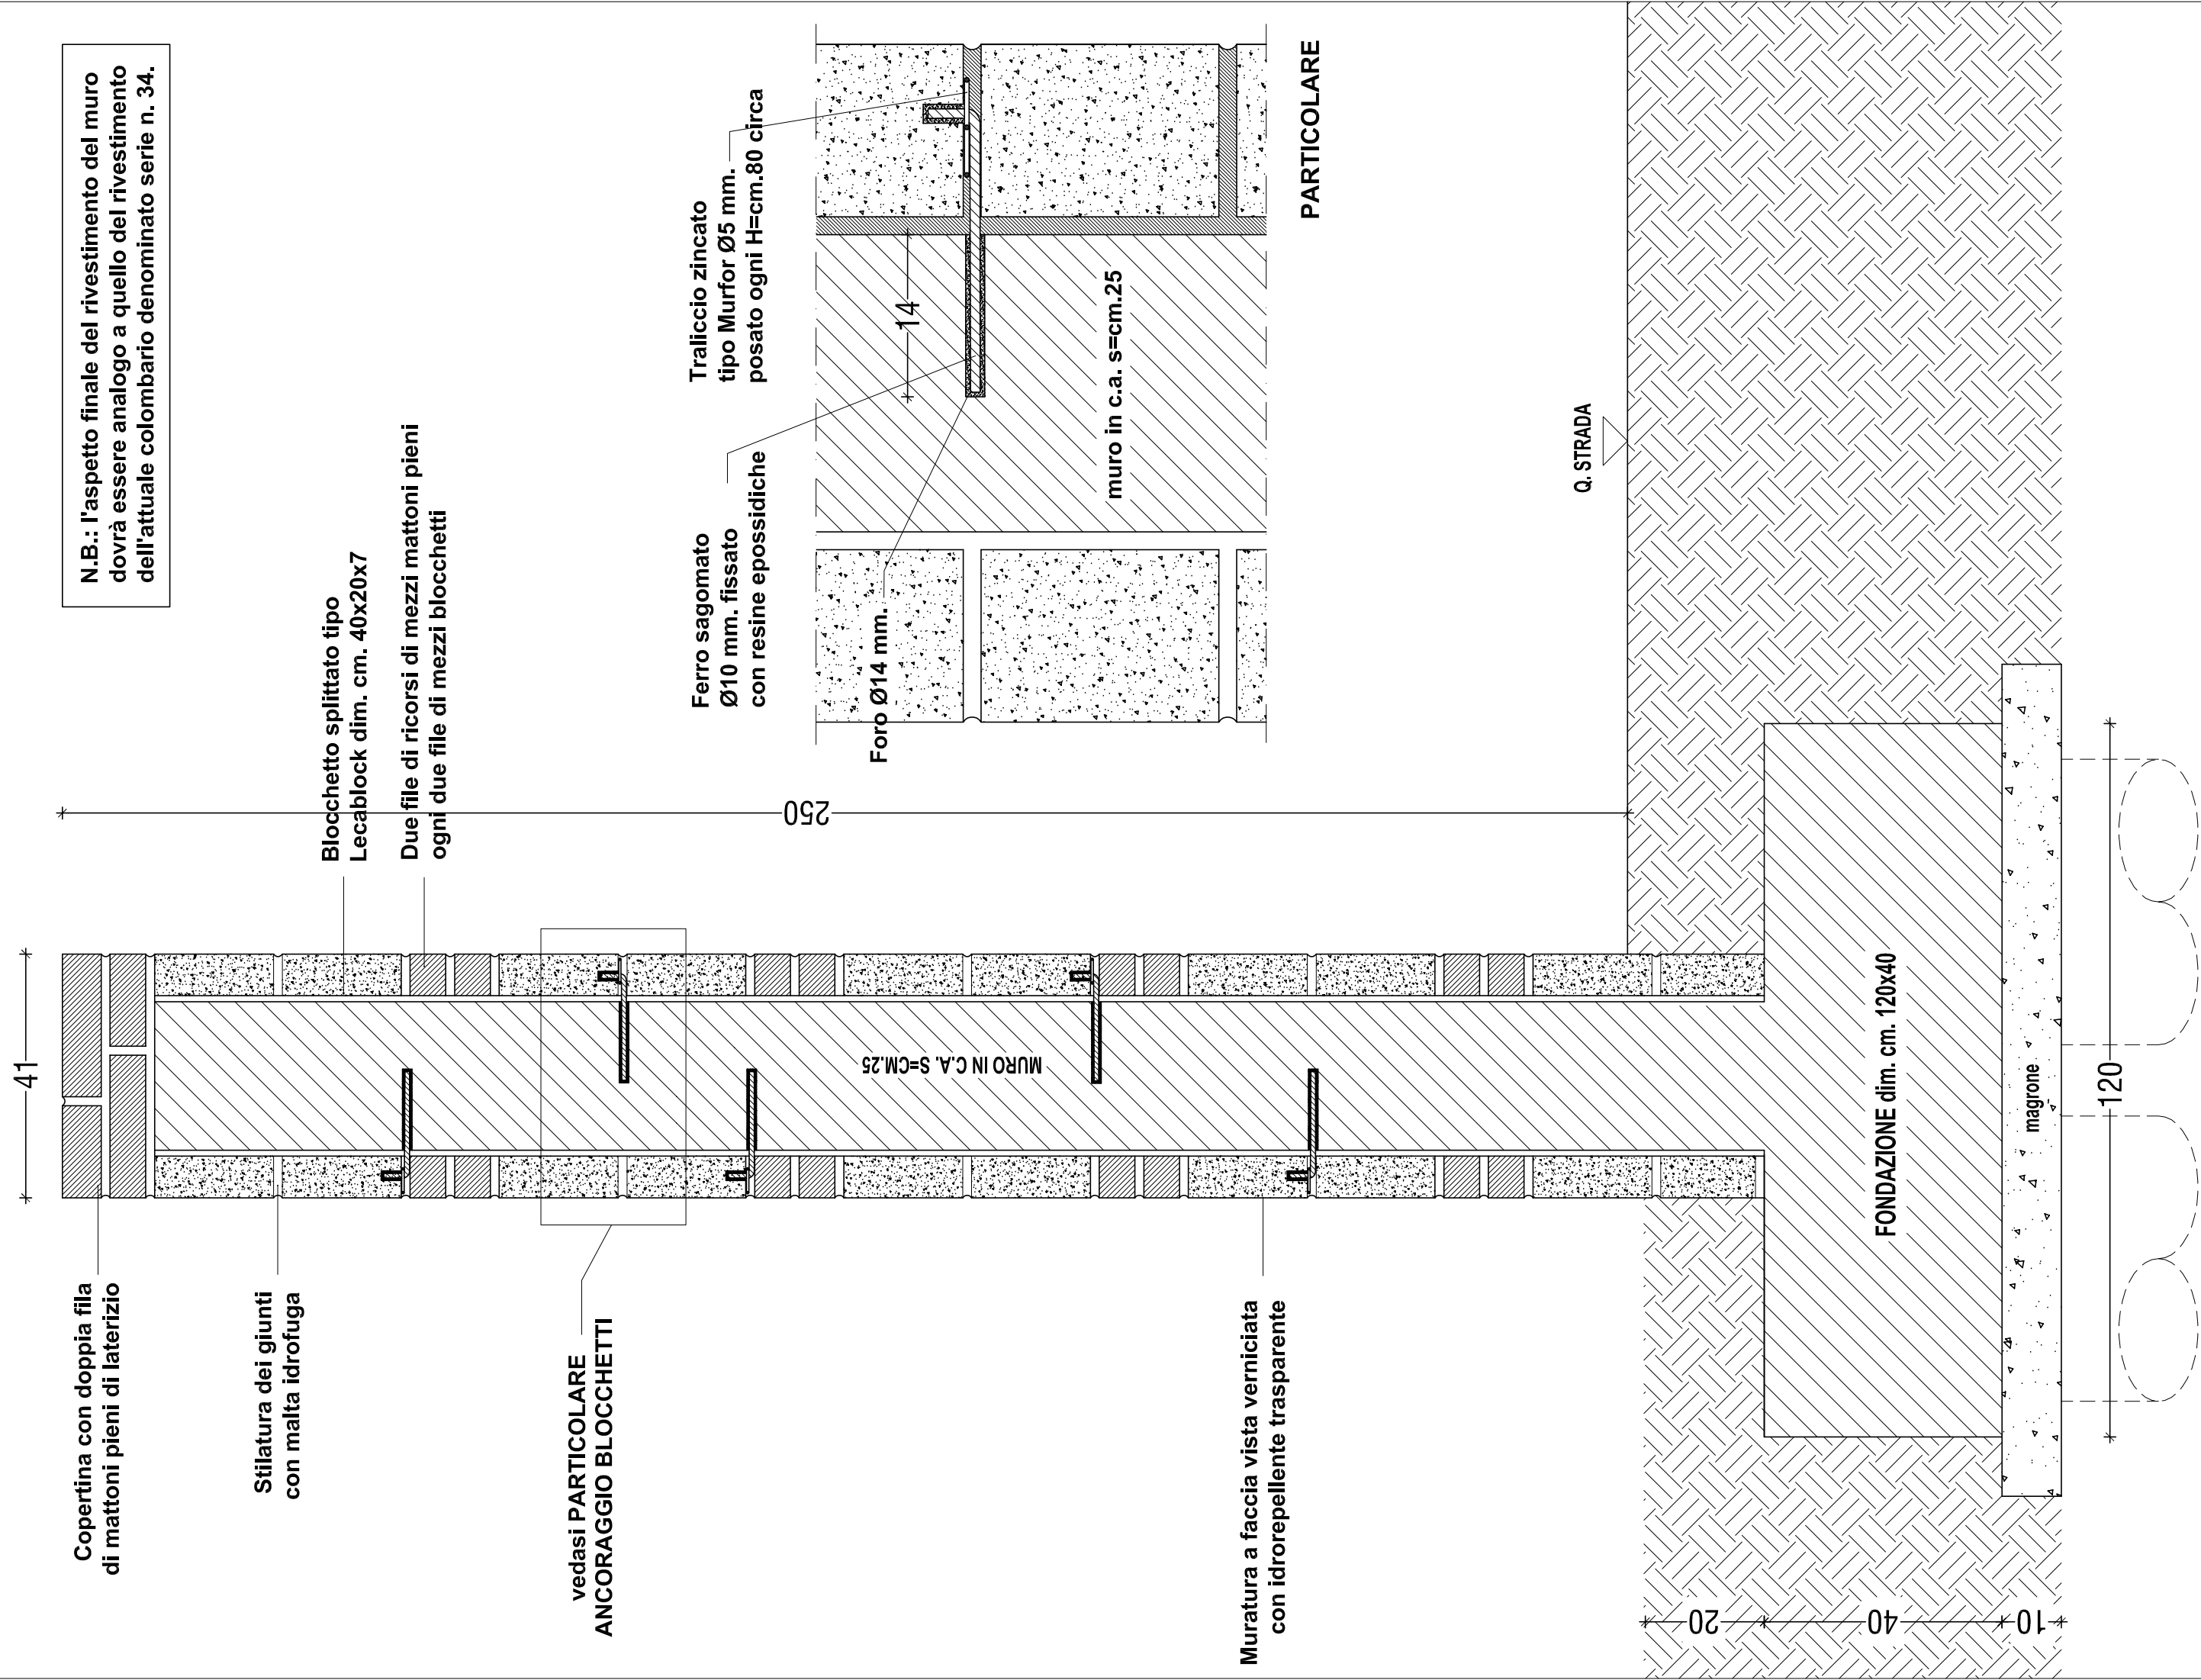 N.B.: l'aspetto finale del rivestimento del muro
dovrà essere analogo a quello del rivestimento
dell'attuale colombario denominato serie n. 34.
41
Copertina con doppia fila
di mattoni pieni di laterizio
Stilatura dei giunti
con malta idrofuga
Blocchetto splittato tipo
Lecablock dim. cm. 40x20x7
Due file di ricorsi di mezzi mattoni pieni
ogni due file di mezzi blocchetti
vedasi PARTICOLARE
ANCORAGGIO BLOCCHETTI
250
MURO IN C.A. S=CM.25
Muratura a faccia vista verniciata
con idrorepellente trasparente
Traliccio zincato
tipo Murfor Ø5 mm.
posato ogni H=cm.80 circa
Ferro sagomato
Ø10 mm. fissato
con resine epossidiche
Foro Ø14 mm.
14
muro in c.a. s=cm.25
PARTICOLARE
Q. STRADA
FONDAZIONE dim. cm. 120x40
magrone
120
20
40
10